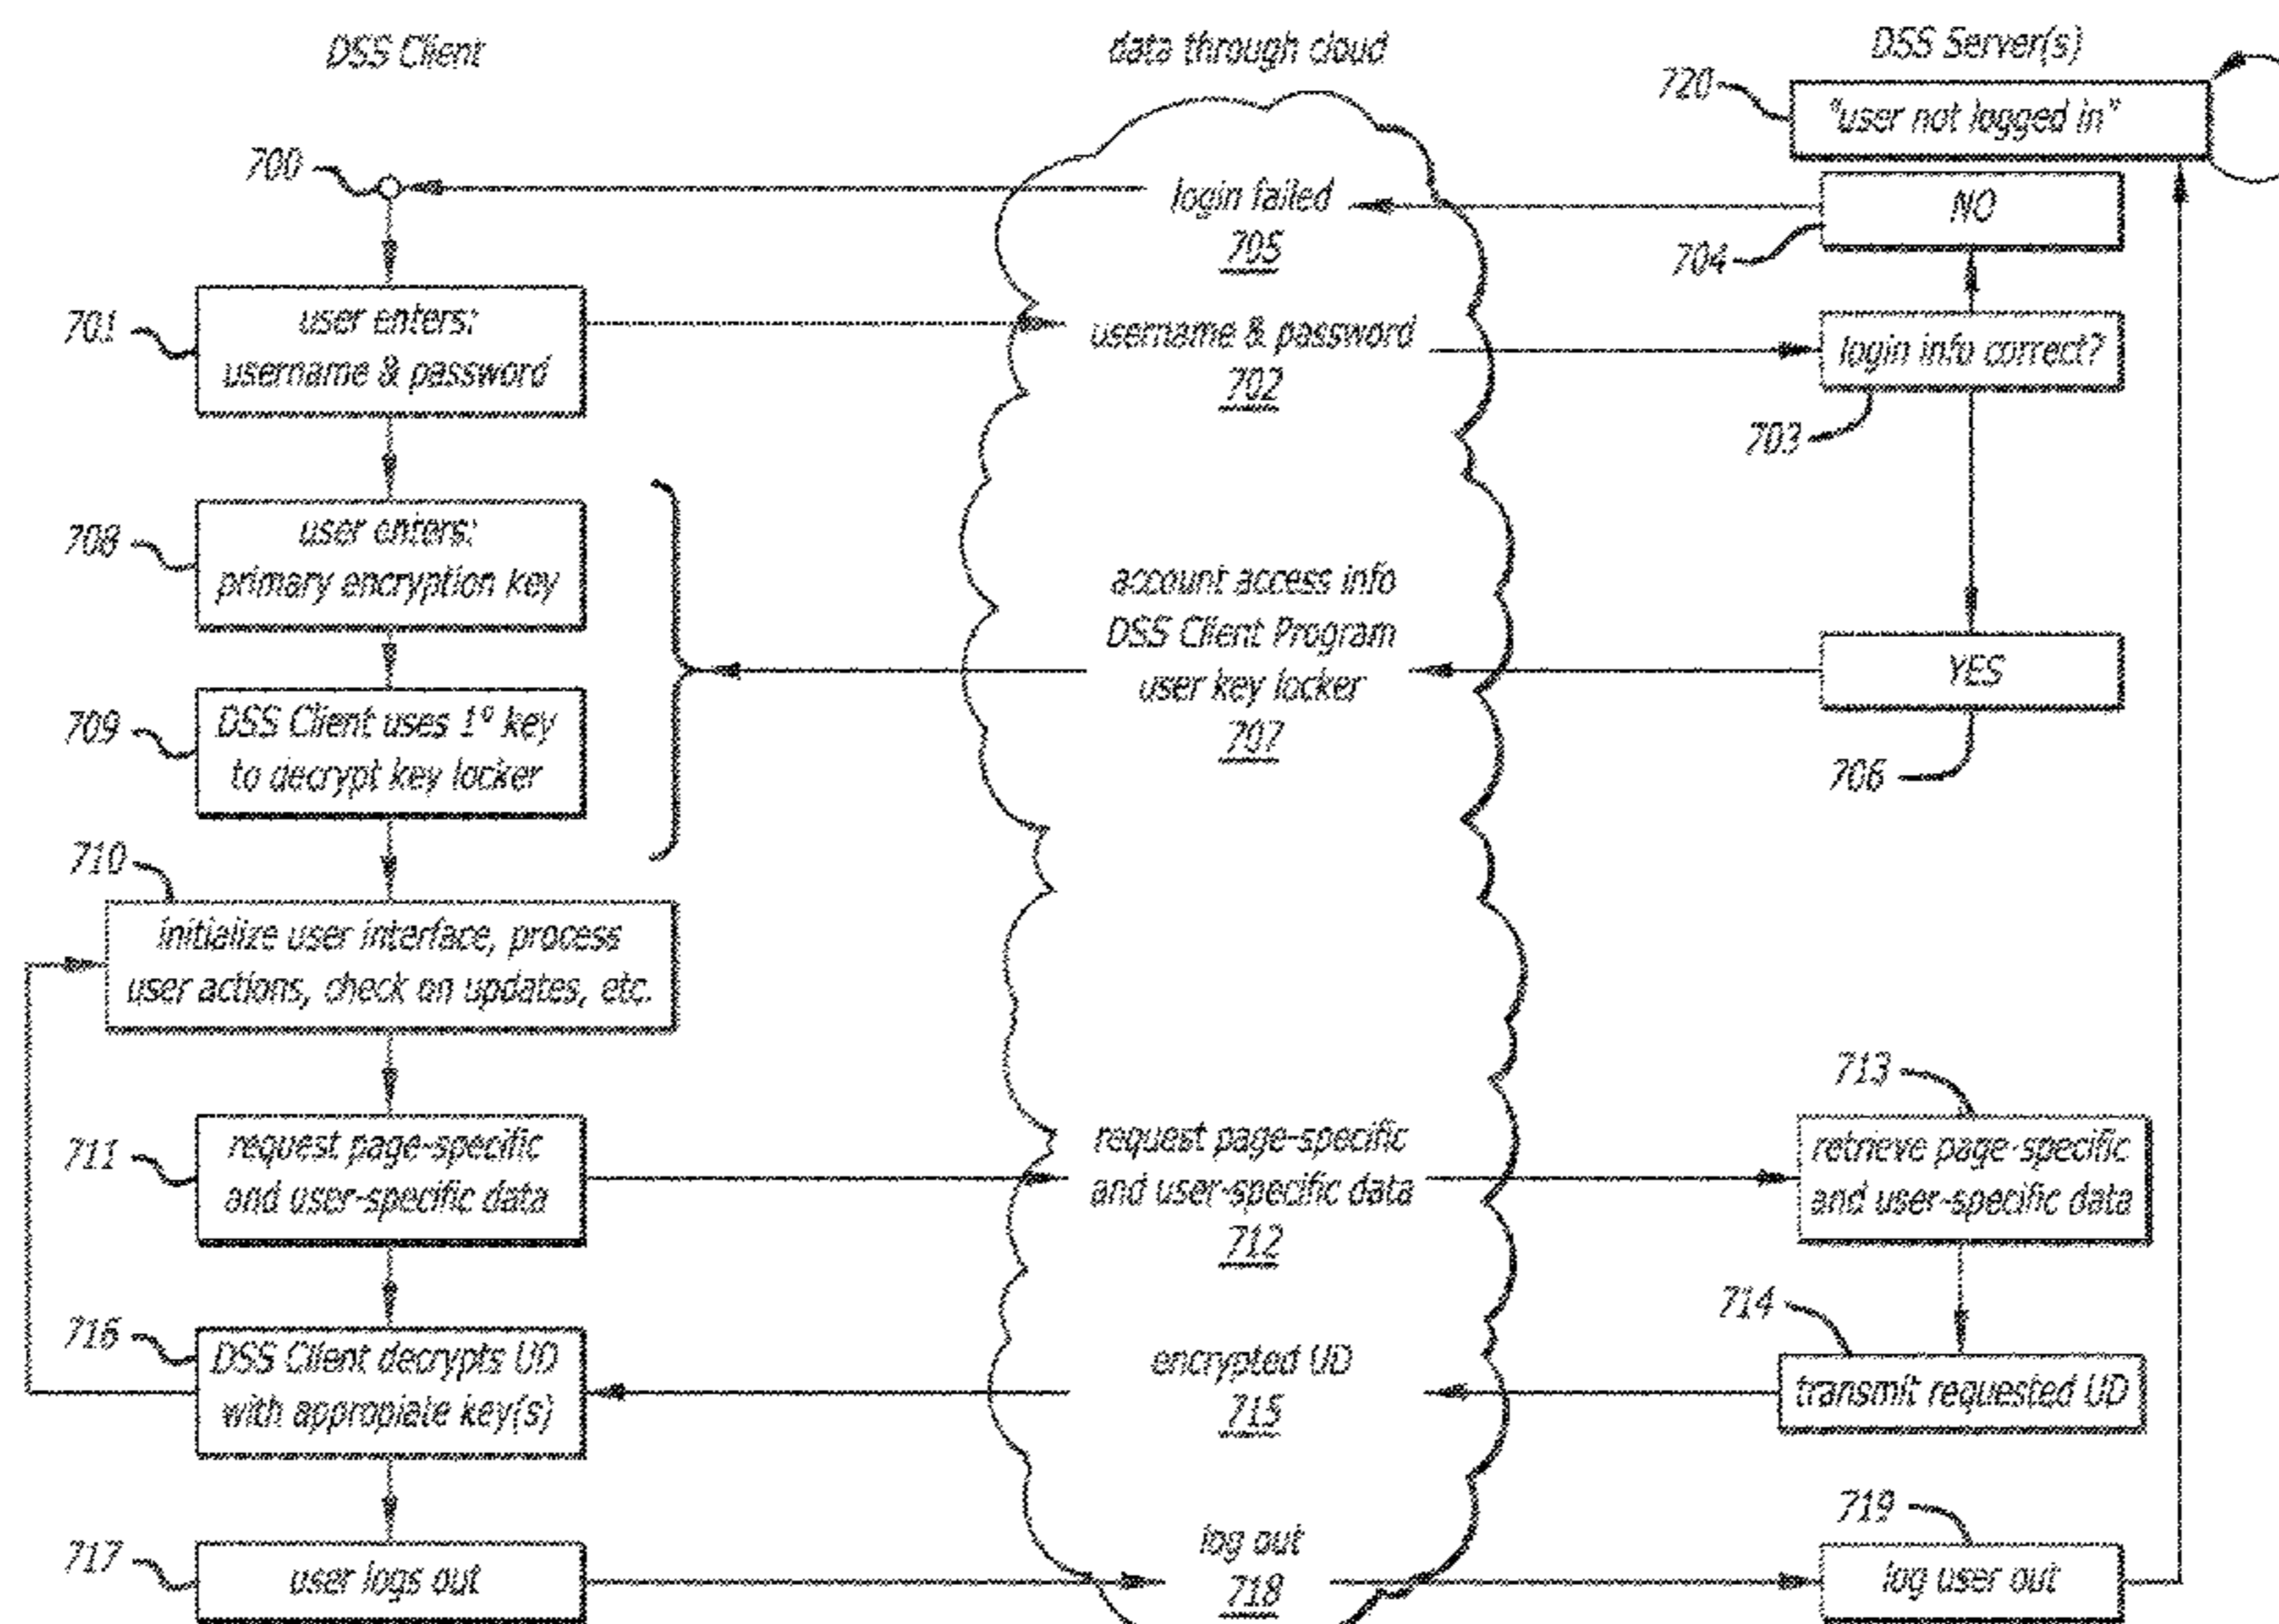 DSS Client
data through cloud
DSS Server(s)
720
"user not logged in"
700
login failed
705
NO
704
701
user enters:
username & password
username & password
702
login info correct?
703
708
user enters:
primary encryption key
account access info
DSS Client Program
user key locker
707
YES
706
709
DSS Client uses 1º key
to decrypt key locker
710
initialize user interface, process
user actions, check on updates, etc.
711
request page-specific
and user-specific data
request page-specific
and user-specific data
712
713
retrieve page-specific
and user-specific data
714
transmit requested UD
716
DSS Client decrypts UD
with appropiate key(s)
encrypted UD
715
717
user logs out
log out
718
719
log user out